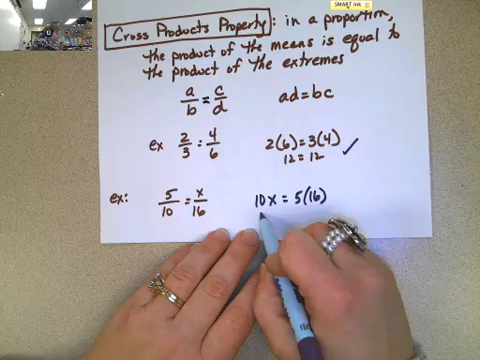 SMART Ink
Cross Products Property: in a proportion,
the product of the means is equal to
the product of the extremes
a/b = c/d ad = bc
ex 2/3 = 4/6 2(6) = 3(4) ✓
12 = 12
ex: 5/10 = x/16 10x = 5(16)